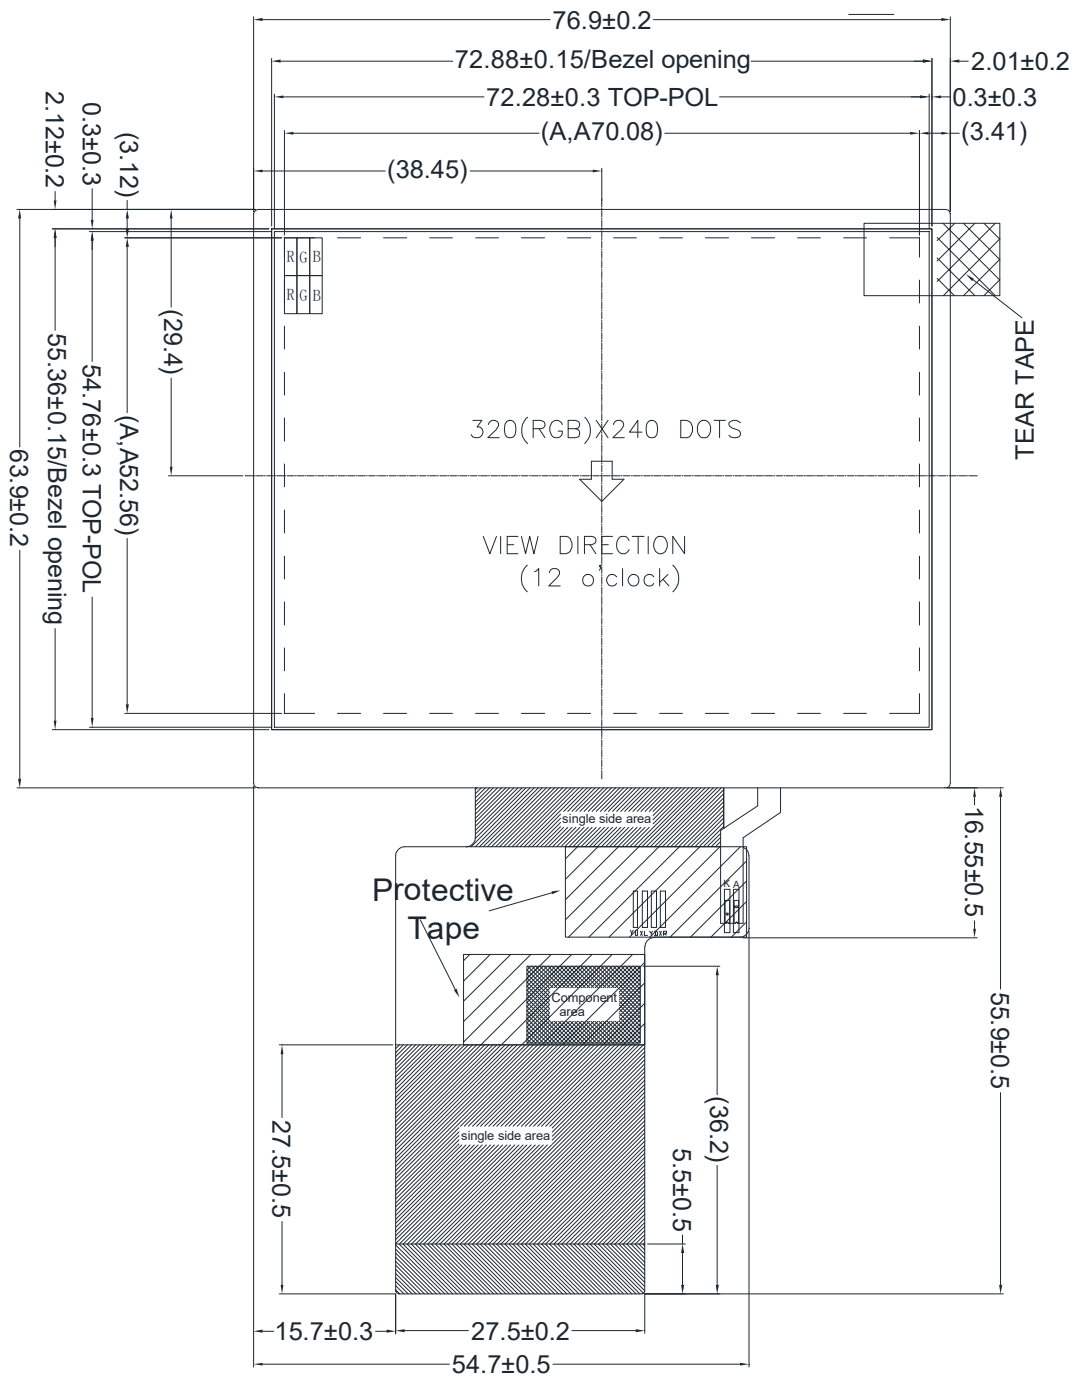 76.9±0.2
72.88±0.15/Bezel opening
2.01±0.2
72.28±0.3 TOP-POL
0.3±0.3
(A,A70.08)
(3.41)
(38.45)
2.12±0.2
0.3±0.3
(3.12)
R G B
R G B
(29.4)
63.9±0.2
55.36±0.15/Bezel opening
54.76±0.3 TOP-POL
(A,A52.56)
TEAR TAPE
320(RGB)X240 DOTS
VIEW DIRECTION
(12 o'clock)
single side area
16.55±0.5
Protective
Tape
K A
Component
area
55.9±0.5
(36.2)
single side area
27.5±0.5
5.5±0.5
15.7±0.3
27.5±0.2
54.7±0.5